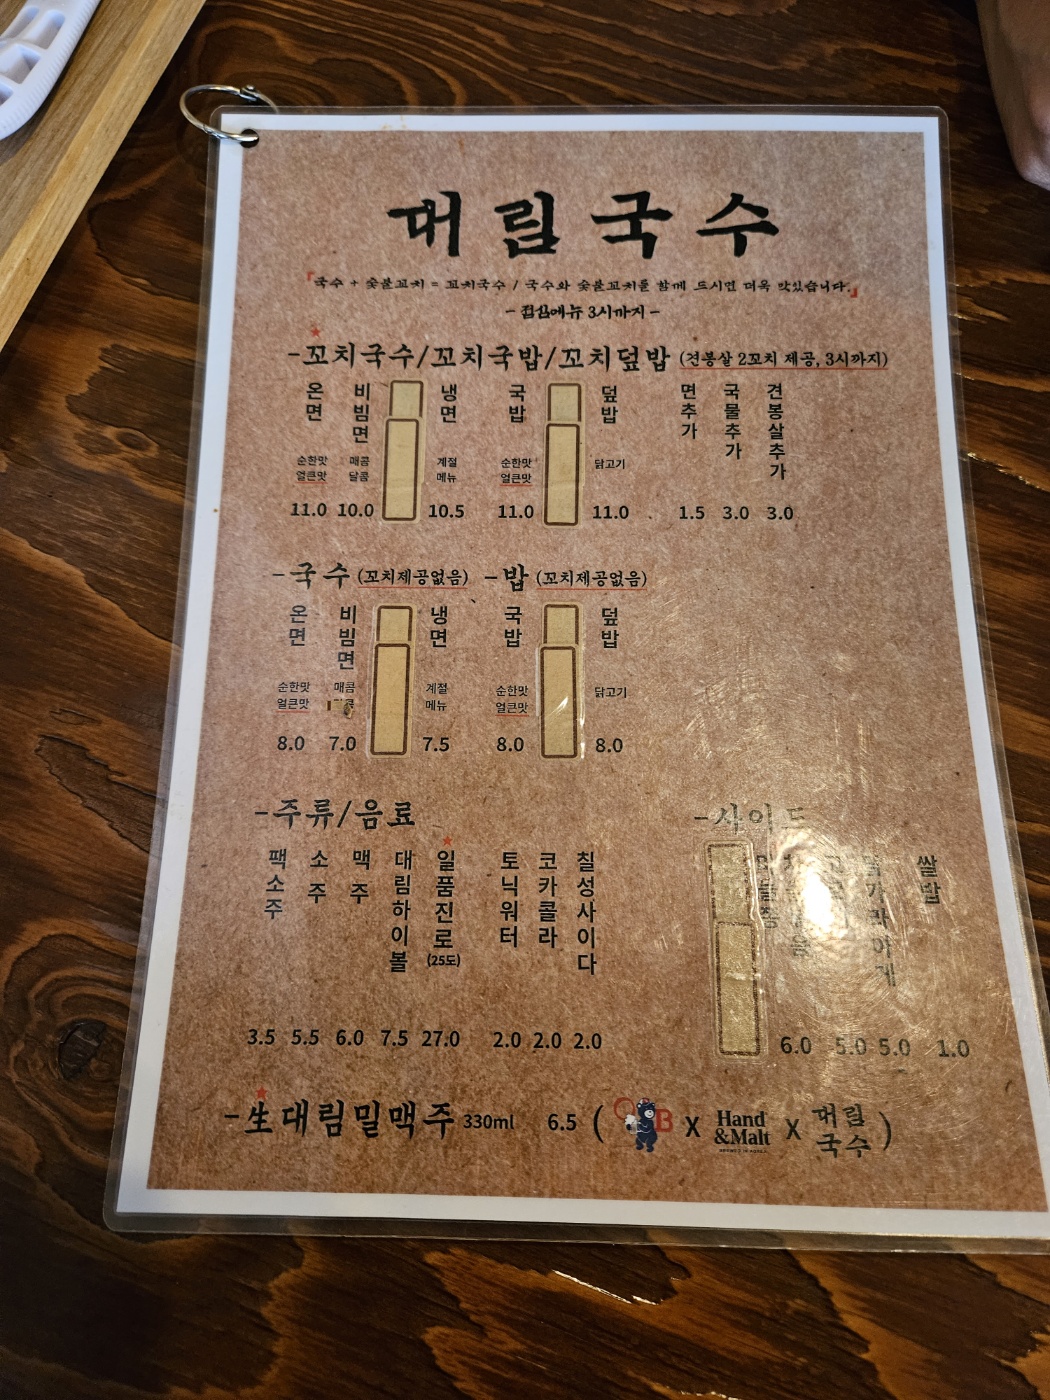 대림국수
「국수 + 숯불꼬치 = 꼬치국수 / 국수와 숯불꼬치를 함께 드시면 더욱 맛있습니다.」
- 점심메뉴 3시까지 -
- 꼬치국수/꼬치국밥/꼬치덮밥 (견봉살 2꼬치 제공, 3시까지)
온면 비빔면 냉면 국밥 덮밥 면추가 국물추가 견봉살추가
순한맛 매콤 계절 순한맛 닭고기
얼큰맛 달콤 메뉴 얼큰맛
11.0 10.0 10.5 11.0 11.0 1.5 3.0 3.0
- 국수 (꼬치제공없음) - 밥 (꼬치제공없음)
온면 비빔면 냉면 국밥 덮밥
순한맛 매콤 계절 순한맛 닭고기
얼큰맛 메뉴 얼큰맛
8.0 7.0 7.5 8.0 8.0
- 주류/음료 - 사이드
팩소주 소주 맥주 대림하이볼 일품진로 (25도) 토닉워터 코카콜라 칠성사이다 쌀밥
3.5 5.5 6.0 7.5 27.0 2.0 2.0 2.0 6.0 5.0 5.0 1.0
- 生대림밀맥주 330ml 6.5 ( OB X Hand &Malt X 대림국수 )